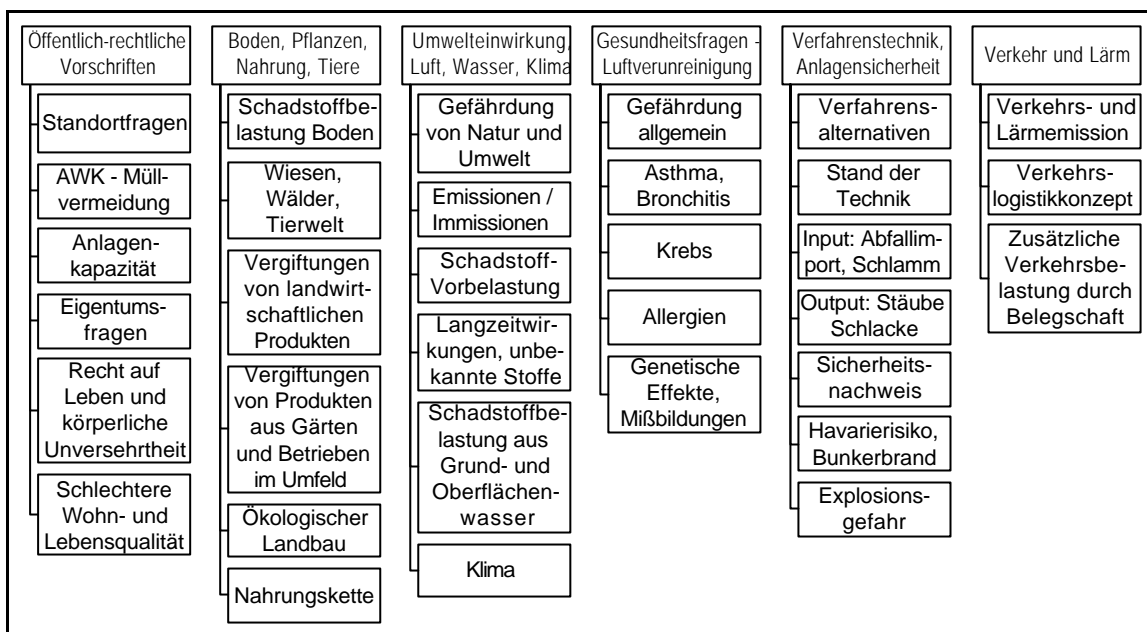 Öffentlich-rechtliche
Vorschriften
Standortfragen
AWK - Müll-
vermeidung
Anlagen-
kapazität
Eigentums-
fragen
Recht auf
Leben und
körperliche
Unversehrtheit
Schlechtere
Wohn- und
Lebensqualität
Boden, Pflanzen,
Nahrung, Tiere
Schadstoffbe-
lastung Boden
Wiesen,
Wälder,
Tierwelt
Vergiftungen
von landwirt-
schaftlichen
Produkten
Vergiftungen
von Produkten
aus Gärten
und Betrieben
im Umfeld
Ökologischer
Landbau
Nahrungskette
Umwelteinwirkung,
Luft, Wasser, Klima
Gefährdung
von Natur und
Umwelt
Emissionen /
Immissionen
Schadstoff-
Vorbelastung
Langzeitwir-
kungen, unbe-
kannte Stoffe
Schadstoffbe-
lastung aus
Grund- und
Oberflächen-
wasser
Klima
Gesundheitsfragen -
Luftverunreinigung
Gefährdung
allgemein
Asthma,
Bronchitis
Krebs
Allergien
Genetische
Effekte,
Mißbildungen
Verfahrenstechnik,
Anlagensicherheit
Verfahrens-
alternativen
Stand der
Technik
Input: Abfallim-
port, Schlamm
Output: Stäube
Schlacke
Sicherheits-
nachweis
Havarierisiko,
Bunkerbrand
Explosions-
gefahr
Verkehr und Lärm
Verkehrs- und
Lärmemission
Verkehrs-
logistikkonzept
Zusätzliche
Verkehrsbe-
lastung durch
Belegschaft